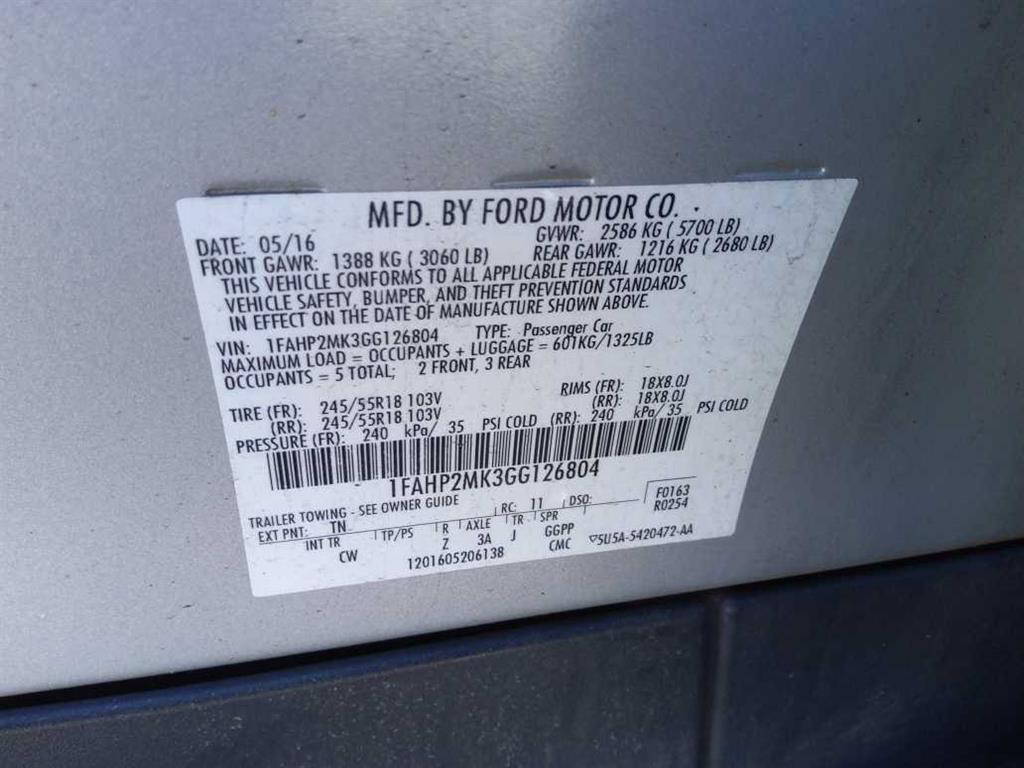 MFD. BY FORD MOTOR CO.
DATE: 05/16 GVWR: 2586 KG ( 5700 LB)
FRONT GAWR: 1388 KG ( 3060 LB) REAR GAWR: 1216 KG ( 2680 LB)
THIS VEHICLE CONFORMS TO ALL APPLICABLE FEDERAL MOTOR
VEHICLE SAFETY, BUMPER, AND THEFT PREVENTION STANDARDS
IN EFFECT ON THE DATE OF MANUFACTURE SHOWN ABOVE.
VIN: 1FAHP2MK3GG126804 TYPE: Passenger Car
MAXIMUM LOAD = OCCUPANTS + LUGGAGE = 601KG/1325LB
OCCUPANTS = 5 TOTAL; 2 FRONT, 3 REAR
TIRE (FR): 245/55R18 103V RIMS (FR): 18X8.0J
(RR): 245/55R18 103V (RR): 18X8.0J
PRESSURE (FR): 240 kPa/ 35 PSI COLD (RR): 240 kPa/ 35 PSI COLD
1FAHP2MK3GG126804
TRAILER TOWING - SEE OWNER GUIDE
EXT PNT: TN RC: 11 DSO: F0163
R0254
INT TR TP/PS R AXLE TR SPR
CW Z 3A J GGPP
1201605206138 CMC ▽5U5A-5420472-AA